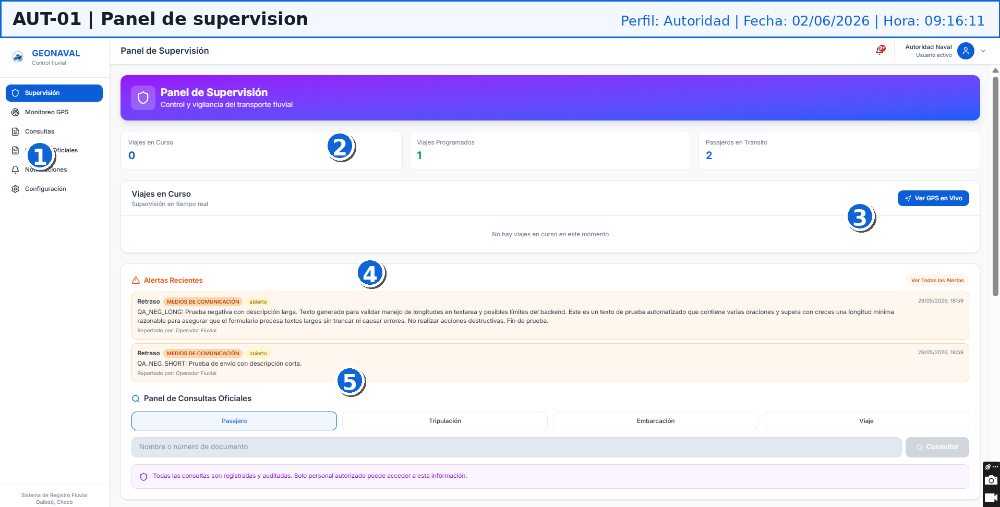 AUT-01 | Panel de supervision
Perfil: Autoridad | Fecha: 02/06/2026 | Hora: 09:16:11
GEONAVAL
Control fluvial
Panel de Supervisión
9+
Autoridad Naval
Usuario activo
Supervisión
Monitoreo GPS
Consultas
Oficiales
Configuración
1
Panel de Supervisión
Control y vigilancia del transporte fluvial
Viajes en Curso
0
2
Viajes Programados
1
Pasajeros en Tránsito
2
Viajes en Curso
Supervisión en tiempo real
Ver GPS en Vivo
3
No hay viajes en curso en este momento
4
Alertas Recientes
Ver Todas las Alertas
Retraso MEDIOS DE COMUNICACIÓN abierto
29/05/2026, 18:59
QA_NEG_LONG: Prueba negativa con descripción larga. Texto generado para validar manejo de longitudes en textarea y posibles límites del backend. Este es un texto de prueba automatizado que contiene varias oraciones y supera con creces una longitud mínima
razonable para asegurar que el formulario procesa textos largos sin truncar ni causar errores. No realizar acciones destructivas. Fin de prueba.
Reportado por: Operador Fluvial
Retraso MEDIOS DE COMUNICACIÓN abierto
29/05/2026, 18:59
QA_NEG_SHORT: Prueba de envío con descripción corta.
Reportado por: Operador Fluvial
5
Panel de Consultas Oficiales
Pasajero
Tripulación
Embarcación
Viaje
Nombre o número de documento
Consultor
Todas las consultas son registradas y auditadas. Solo personal autorizado puede acceder a esta información.
Sistema de Registro Fluvial
Quibdó, Chocó